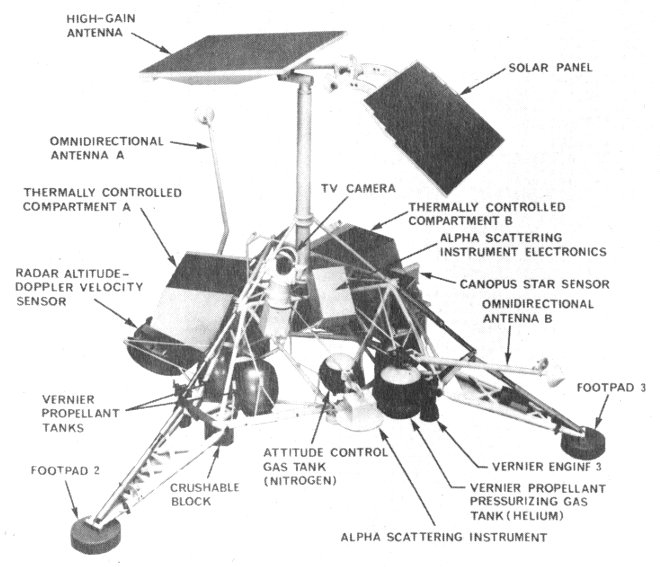 HIGH-GAIN
ANTENNA
SOLAR PANEL
OMNIDIRECTIONAL
ANTENNA A
TV CAMERA
THERMALLY CONTROLLED
COMPARTMENT A
THERMALLY CONTROLLED
COMPARTMENT B
ALPHA SCATTERING
INSTRUMENT ELECTRONICS
RADAR ALTITUDE-
DOPPLER VELOCITY
SENSOR
CANOPUS STAR SENSOR
OMNIDIRECTIONAL
ANTENNA B
VERNIER
PROPELLANT
TANKS
FOOTPAD 3
FOOTPAD 2
CRUSHABLE
BLOCK
ATTITUDE CONTROL
GAS TANK
(NITROGEN)
VERNIER ENGINE 3
VERNIER PROPELLANT
PRESSURIZING GAS
TANK (HELIUM)
ALPHA SCATTERING INSTRUMENT